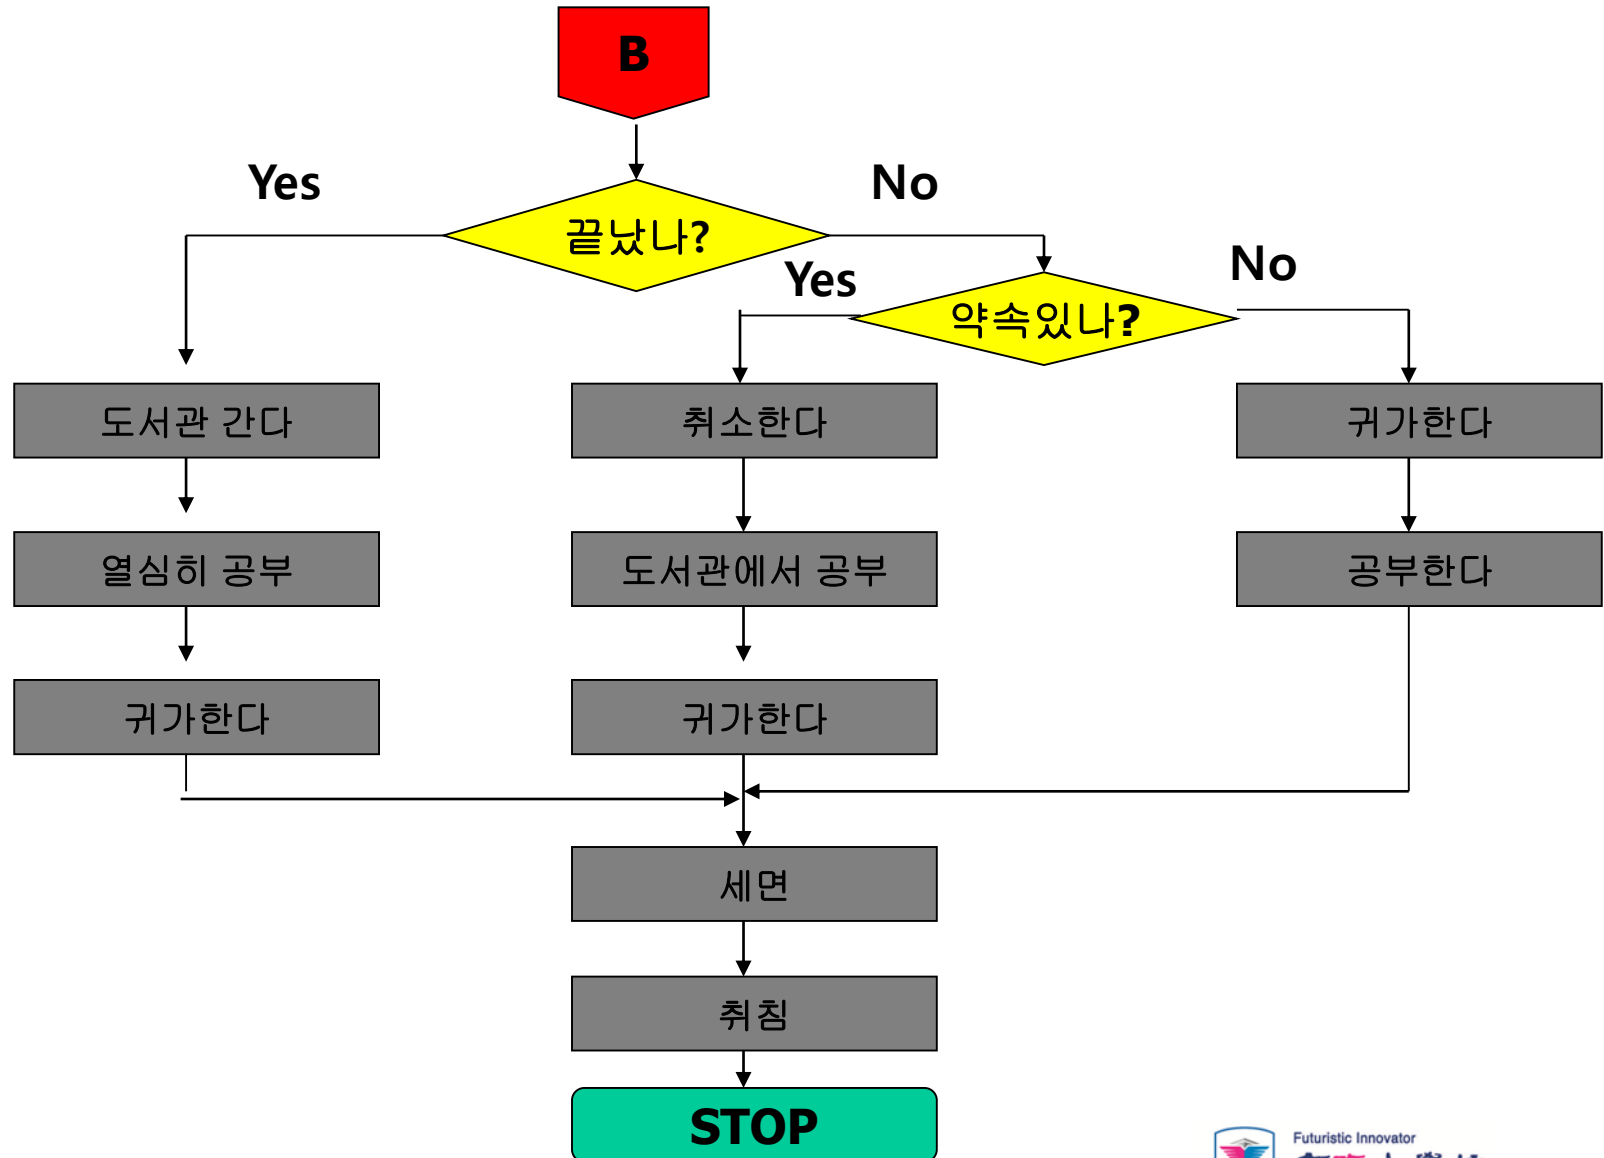 B
Yes
No
끝났나?
Yes
No
약속있나?
도서관 간다
취소한다
귀가한다
열심히 공부
도서관에서 공부
공부한다
귀가한다
귀가한다
세면
취침
STOP
Futuristic Innovator